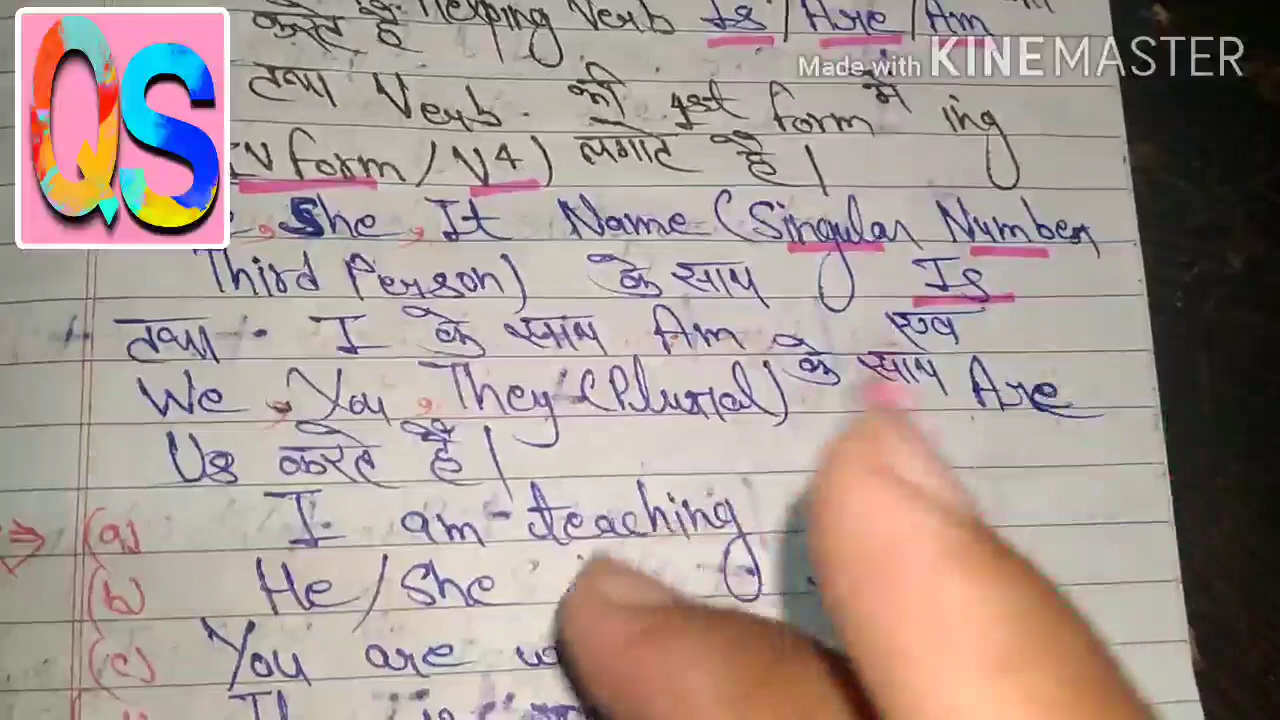 करते है Helping Verb Is / Are / Am
Made with KINEMASTER
QS
तथा Verb. की 1st form में ing
IV form / V4) लगाते है।
She, It Name (Singular Number
Third Person) के साथ Is
तथा I के साथ Am एव
We, You, They (Plural) के साथ Are
Us करते है।
(a) I am teaching
(b) He/She
(c) You are